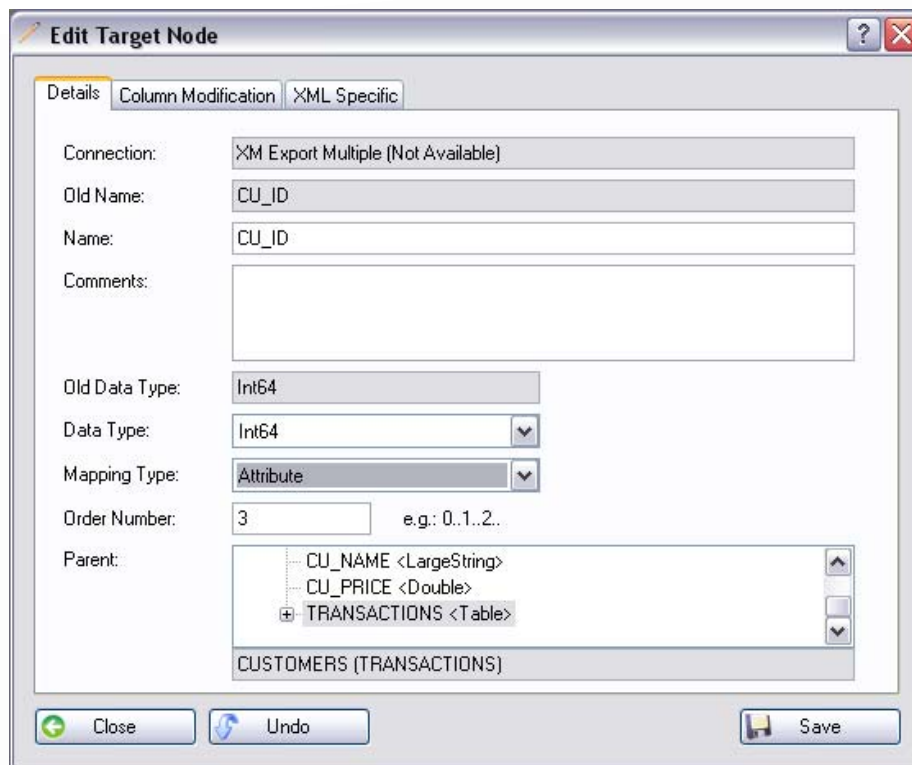 Edit Target Node
Details Column Modification XML Specific
Connection: XM Export Multiple (Not Available)
Old Name: CU_ID
Name: CU_ID
Comments:
Old Data Type: Int64
Data Type: Int64
Mapping Type: Attribute
Order Number: 3 e.g.: 0..1..2..
Parent: CU_NAME <LargeString>
CU_PRICE <Double>
TRANSACTIONS <Table>
CUSTOMERS (TRANSACTIONS)
Close Undo Save